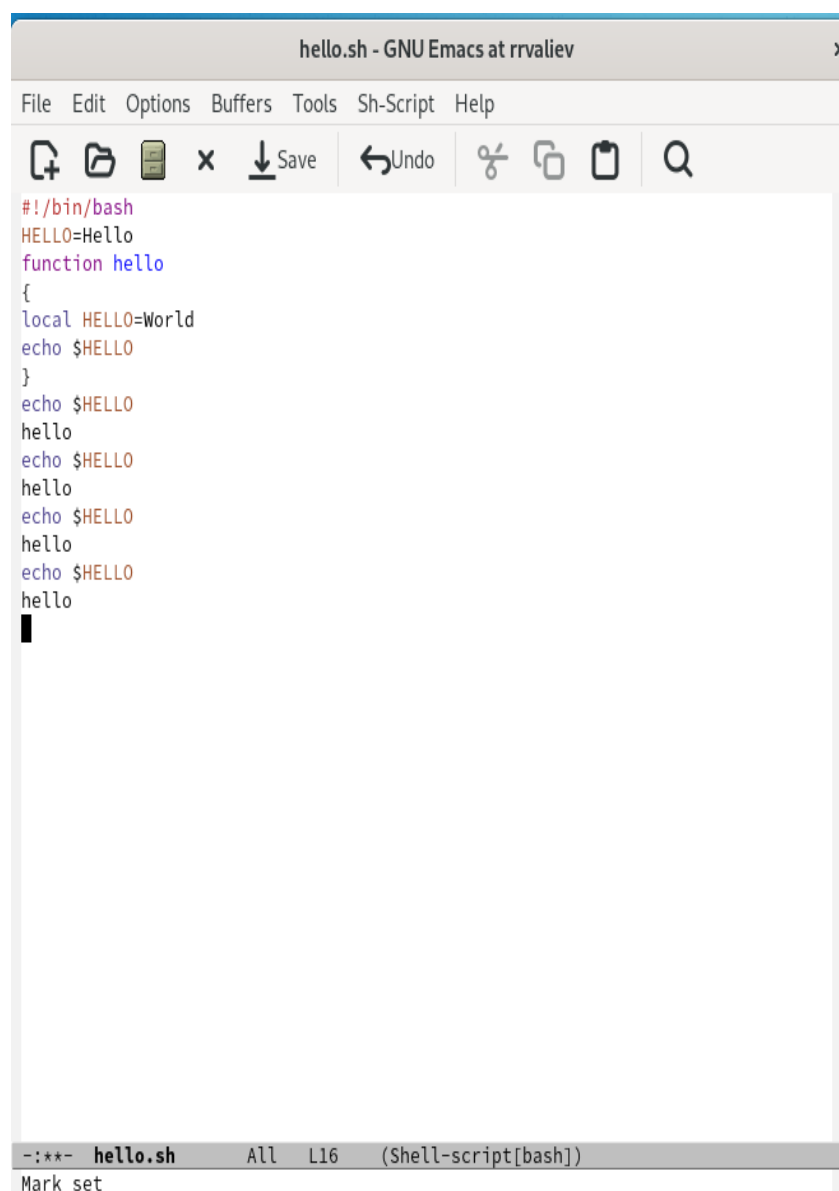 hello.sh - GNU Emacs at rrvaliev
File Edit Options Buffers Tools Sh-Script Help
Save Undo
#!/bin/bash
HELLO=Hello
function hello
{
local HELLO=World
echo $HELLO
}
echo $HELLO
hello
echo $HELLO
hello
echo $HELLO
hello
echo $HELLO
hello
-:**- hello.sh All L16 (Shell-script[bash])
Mark set